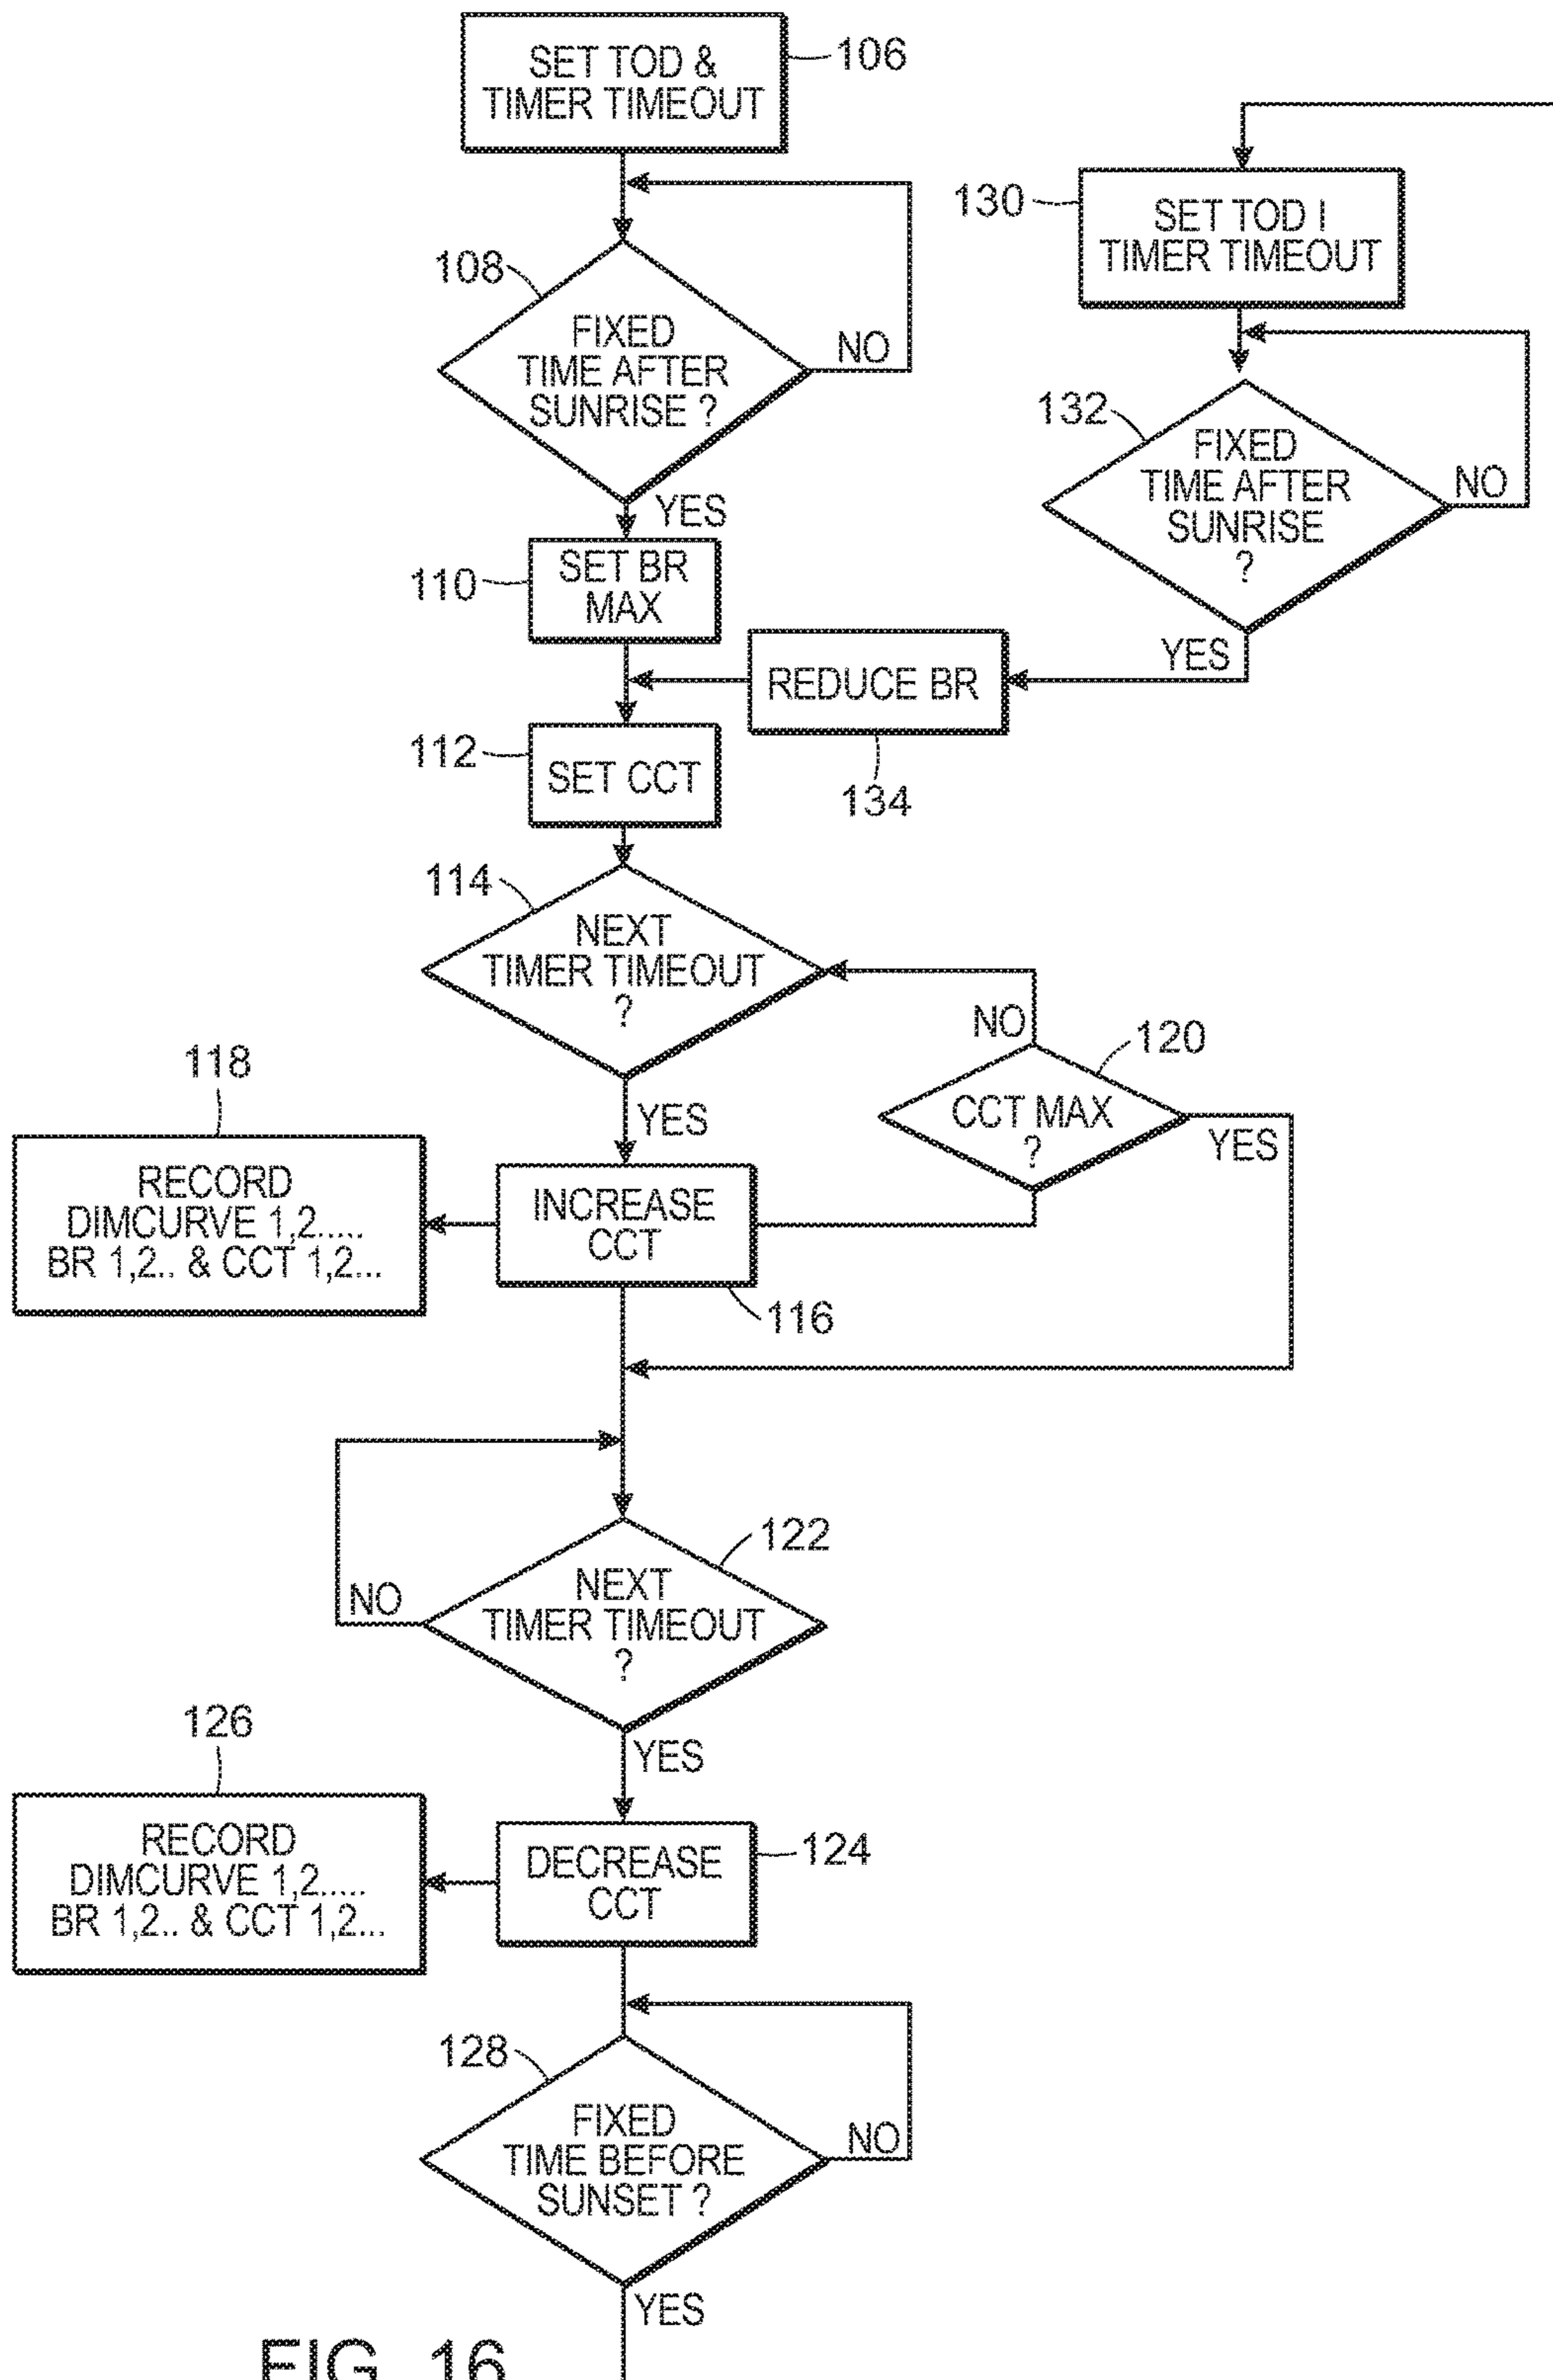 SET TOD &
TIMER TIMEOUT
106
108
FIXED
TIME AFTER
SUNRISE ?
NO
YES
130
SET TOD I
TIMER TIMEOUT
132
FIXED
TIME AFTER
SUNRISE
?
NO
YES
110
SET BR
MAX
REDUCE BR
134
112
SET CCT
114
NEXT
TIMER TIMEOUT
?
YES
NO
120
CCT MAX
?
YES
118
RECORD
DIMCURVE 1,2.....
BR 1,2.. & CCT 1,2...
INCREASE
CCT
116
122
NEXT
TIMER TIMEOUT
?
NO
YES
126
RECORD
DIMCURVE 1,2.....
BR 1,2.. & CCT 1,2...
DECREASE
CCT
124
128
FIXED
TIME BEFORE
SUNSET ?
NO
YES
FIG. 16